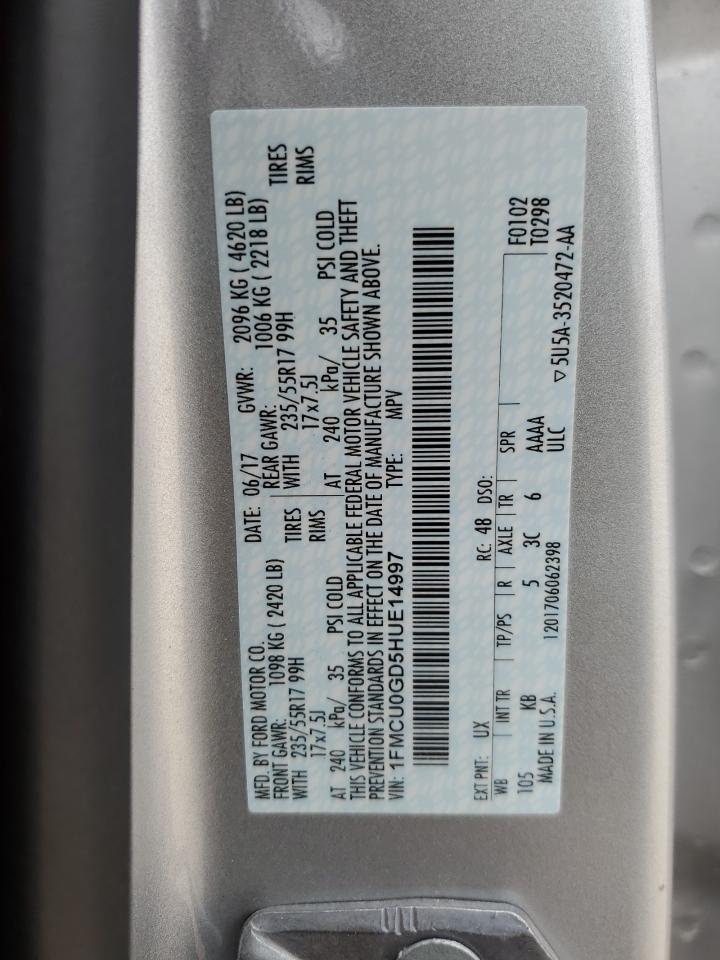 MFD. BY FORD MOTOR CO.
DATE: 06/17 GVWR: 2096 KG ( 4620 LB)
FRONT GAWR: 1098 KG ( 2420 LB) REAR GAWR: 1006 KG ( 2218 LB)
WITH 235/55R17 99H TIRES WITH 235/55R17 99H TIRES
17x7.5J RIMS 17x7.5J RIMS
AT 240 kPa/ 35 PSI COLD AT 240 kPa/ 35 PSI COLD
THIS VEHICLE CONFORMS TO ALL APPLICABLE FEDERAL MOTOR VEHICLE SAFETY AND THEFT
PREVENTION STANDARDS IN EFFECT ON THE DATE OF MANUFACTURE SHOWN ABOVE.
VIN: 1FMCU0GD5HUE14997 TYPE: MPV
EXT PNT: UX RC: 48 DSO:
WB INT TR TP/PS R AXLE TR SPR F0102
105 KB 5 3C 6 AAAA T0298
MADE IN U.S.A. 1201706062398 ULC ▽5U5A-3520472-AA